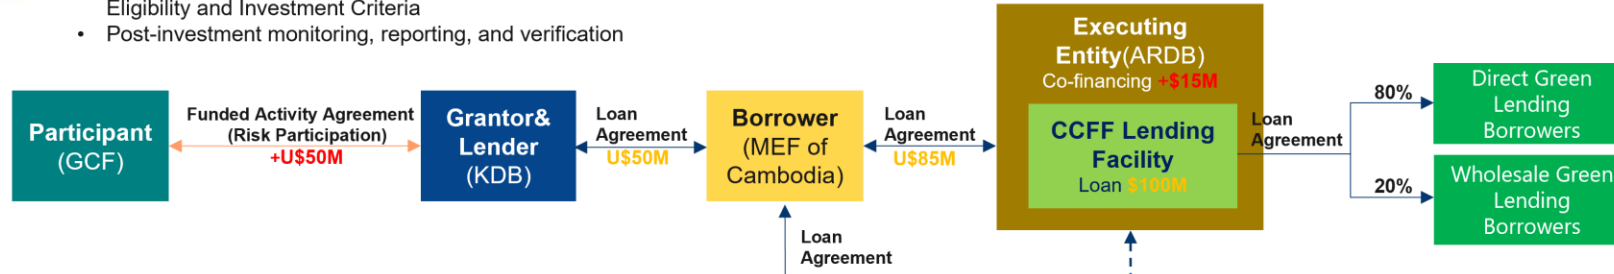 Eligibility and Investment Criteria
• Post-investment monitoring, reporting, and verification
Participant
(GCF)
Funded Activity Agreement
(Risk Participation)
+U$50M
Grantor&
Lender
(KDB)
Loan
Agreement
U$50M
Borrower
(MEF of
Cambodia)
Loan
Agreement
U$85M
Executing
Entity(ARDB)
Co-financing +$15M
CCFF Lending
Facility
Loan $100M
Loan
Agreement
80%
Direct Green
Lending
Borrowers
20%
Wholesale Green
Lending
Borrowers
Loan
Agreement